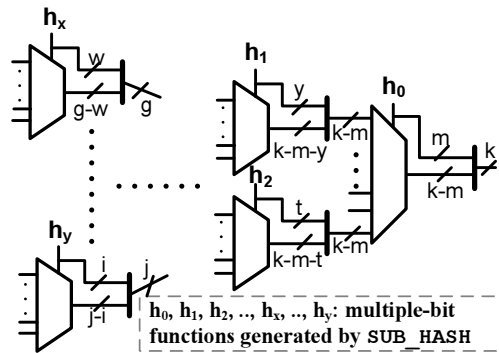 hx
w
g-w
g
h1
y
k-m-y
k-m
h0
m
k
k-m
h2
t
k-m-t
k-m
hy
i
j-i
j
h0, h1, h2, .., hx, .., hy: multiple-bit
functions generated by SUB_HASH